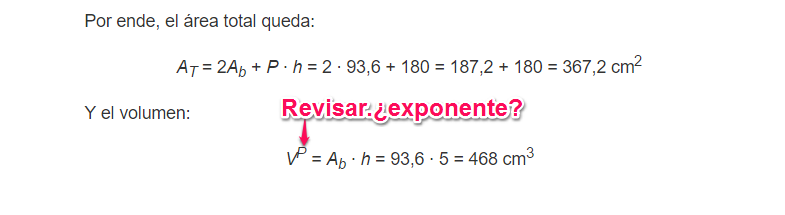 Por ende, el área total queda:
A_T = 2A_b + P · h = 2 · 93,6 + 180 = 187,2 + 180 = 367,2 cm²
Y el volumen:
Revisar.¿exponente?
V^P = A_b · h = 93,6 · 5 = 468 cm³